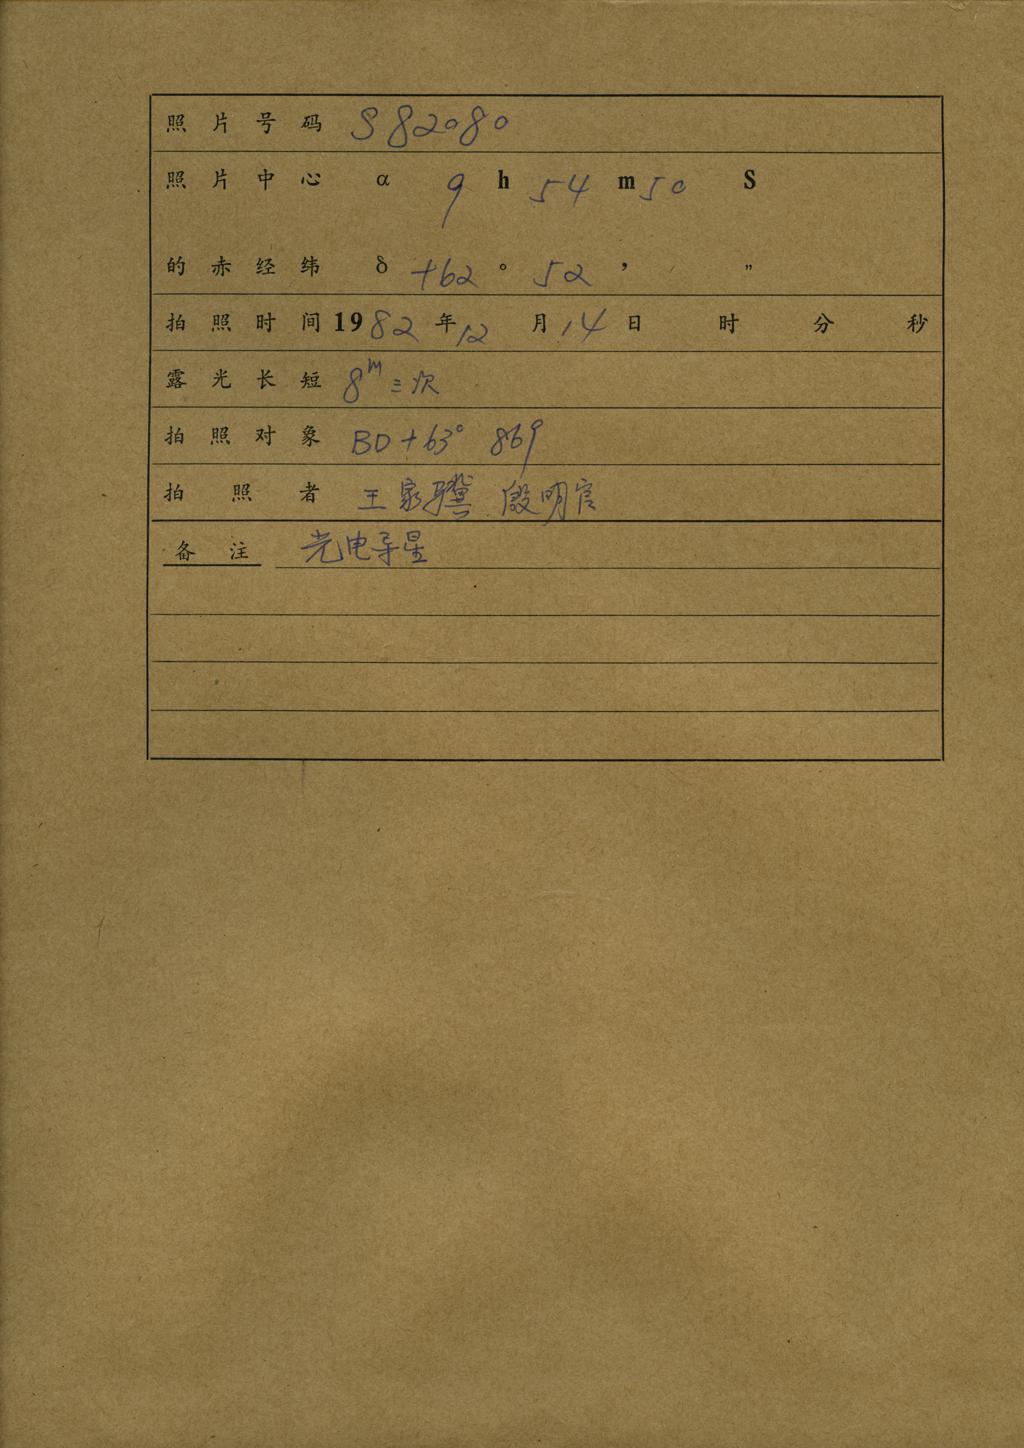 照片号码 S82080
照片中心 α 9 h 54 m 50 S
的赤经纬 δ +62 ° 52 ′ ″
拍照时间 1982 年 12 月 14 日 时 分 秒
露光长短 8m 三次
拍照对象 BD+63° 869
拍照者 王家骥 殷明官
备注 光电导星